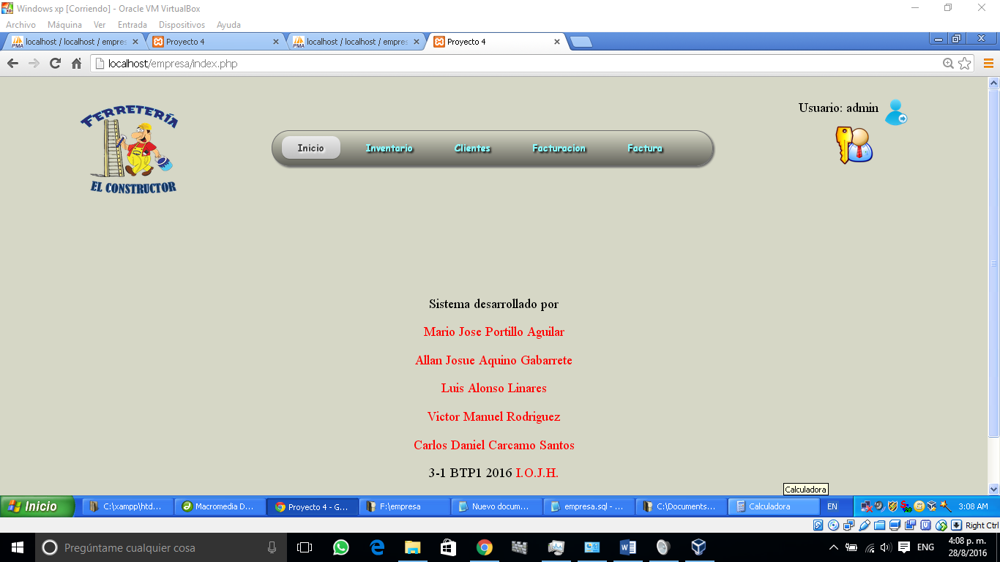 Windows xp [Corriendo] - Oracle VM VirtualBox
Archivo Máquina Ver Entrada Dispositivos Ayuda
localhost / localhost / empres Proyecto 4 localhost / localhost / empres Proyecto 4
localhost/empresa/index.php
FERRETERÍA
EL CONSTRUCTOR
Usuario: admin
Inicio Inventario Clientes Facturacion Factura
Sistema desarrollado por
Mario Jose Portillo Aguilar
Allan Josue Aquino Gabarrete
Luis Alonso Linares
Victor Manuel Rodriguez
Carlos Daniel Carcamo Santos
3-1 BTP1 2016 I.O.J.H.
Calculadora
Inicio C:\xampp\htd... Macromedia D... Proyecto 4 - G... F:\empresa Nuevo docum... empresa.sql - ... C:\Documents... Calculadora EN 3:08 AM
Right Ctrl
Pregúntame cualquier cosa ENG 4:08 p. m.
28/8/2016